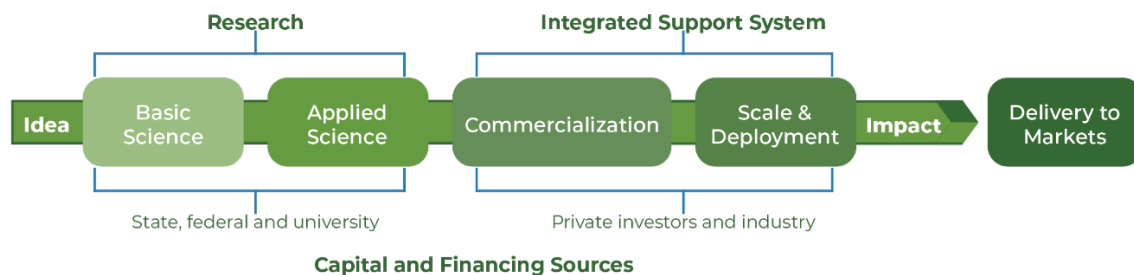 Research
Integrated Support System
Idea
Basic
Science
Applied
Science
Commercialization
Scale &
Deployment
Impact
Delivery to
Markets
State, federal and university
Private investors and industry
Capital and Financing Sources